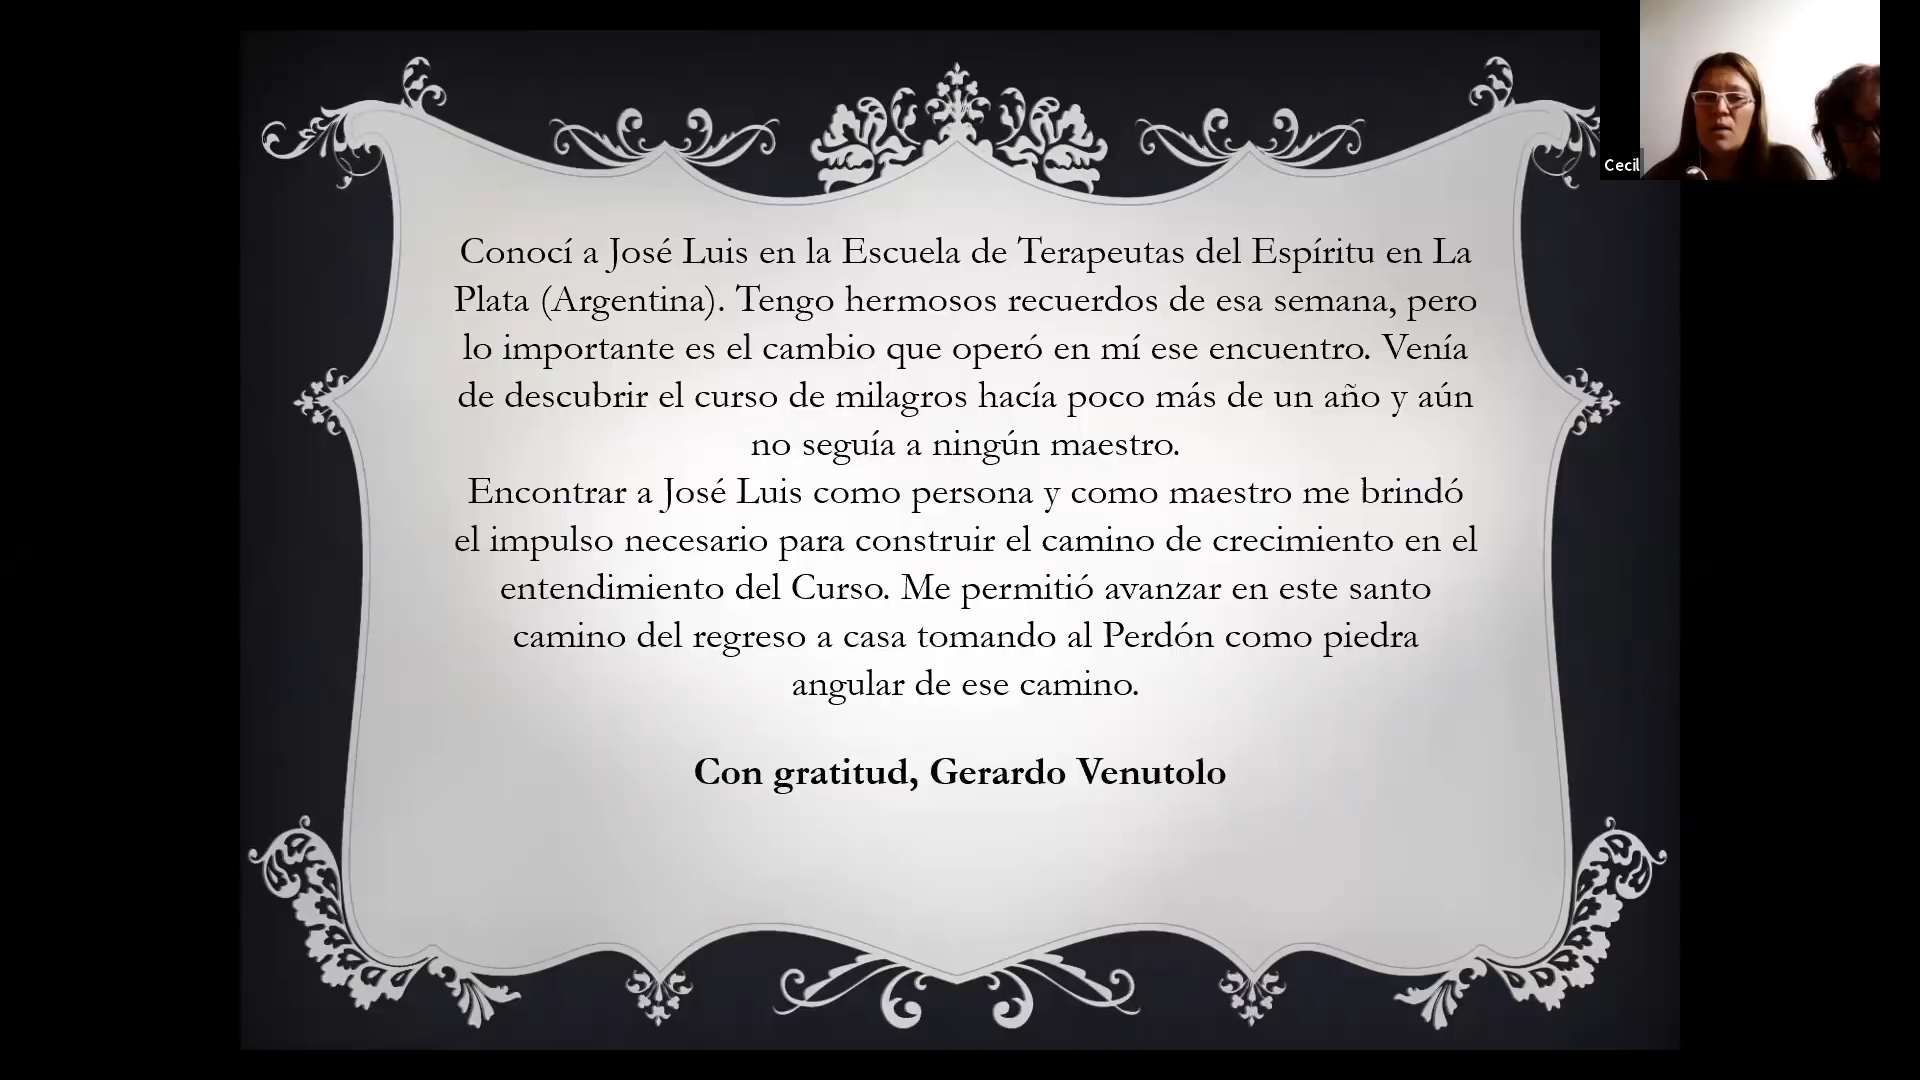 Conocí a José Luis en la Escuela de Terapeutas del Espíritu en La
Plata (Argentina). Tengo hermosos recuerdos de esa semana, pero
lo importante es el cambio que operó en mí ese encuentro. Venía
de descubrir el curso de milagros hacía poco más de un año y aún
no seguía a ningún maestro.
Encontrar a José Luis como persona y como maestro me brindó
el impulso necesario para construir el camino de crecimiento en el
entendimiento del Curso. Me permitió avanzar en este santo
camino del regreso a casa tomando al Perdón como piedra
angular de ese camino.
Con gratitud, Gerardo Venutolo
Cecil